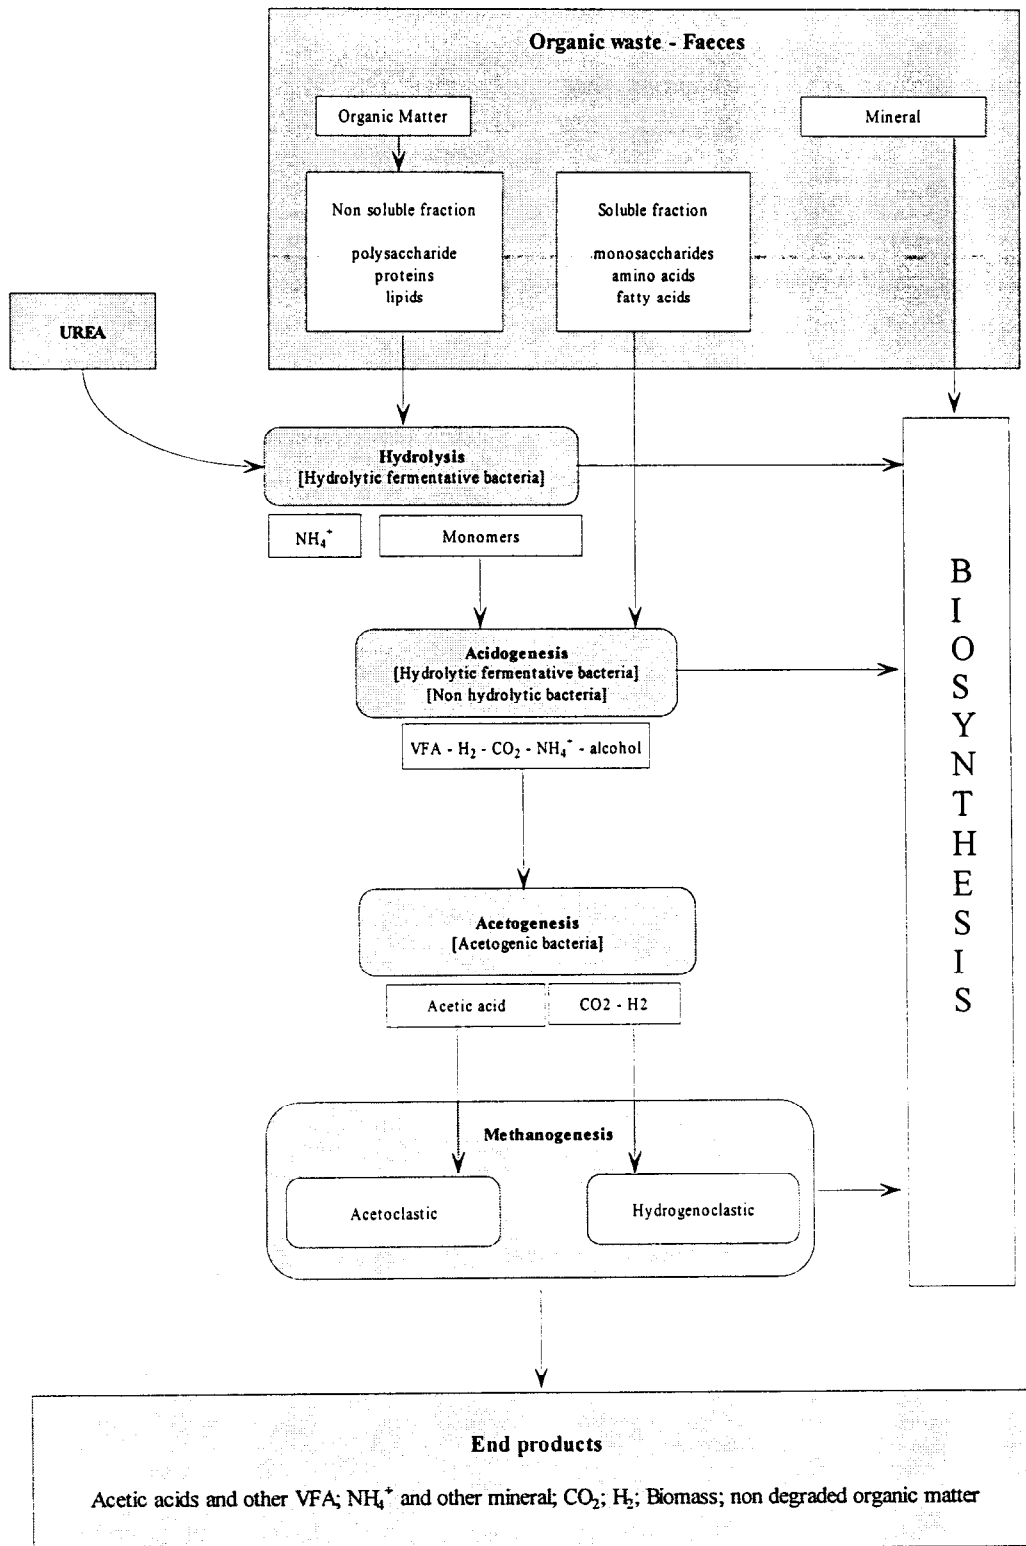 Organic waste - Faeces
Organic Matter
Mineral
Non soluble fraction
polysaccharide
proteins
lipids
Soluble fraction
monosaccharides
amino acids
fatty acids
UREA
Hydrolysis
[Hydrolytic fermentative bacteria]
NH₄⁺
Monomers
Acidogenesis
[Hydrolytic fermentative bacteria]
[Non hydrolytic bacteria]
VFA - H₂ - CO₂ - NH₄⁺ - alcohol
Acetogenesis
[Acetogenic bacteria]
Acetic acid
CO2 - H2
Methanogenesis
Acetoclastic
Hydrogenoclastic
BIOSYNTHESIS
End products
Acetic acids and other VFA; NH₄⁺ and other mineral; CO₂; H₂; Biomass; non degraded organic matter